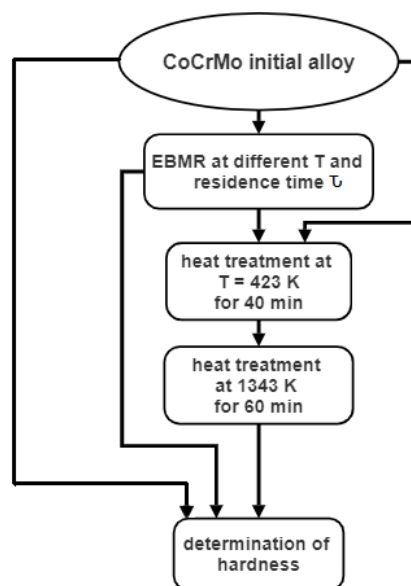 CoCrMo initial alloy
EBMR at different T and
residence time τ
heat treatment at
T = 423 K
for 40 min
heat treatment
at 1343 K
for 60 min
determination of
hardness